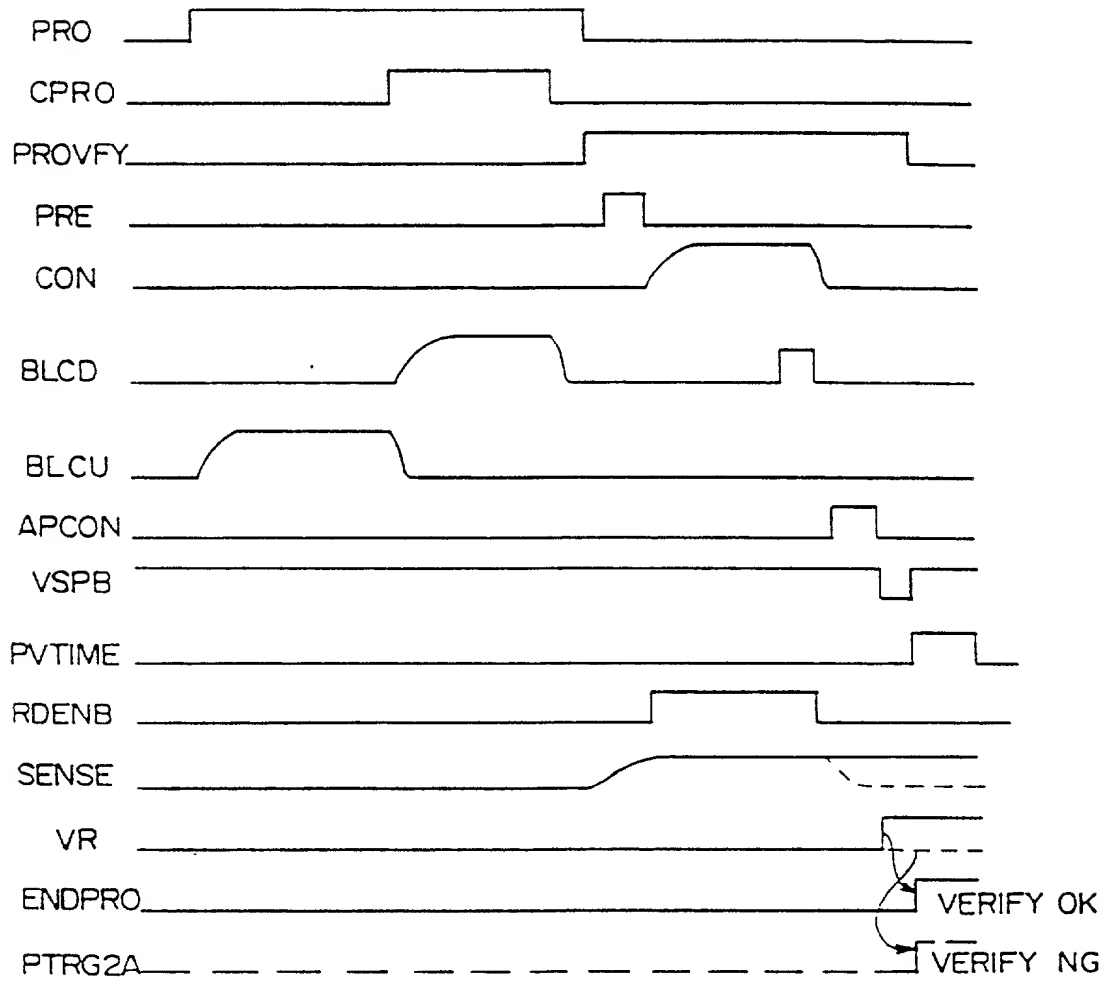 PRO
CPRO
PROVFY
PRE
CON
BLCD
BLCU
APCON
VSPB
PVTIME
RDENB
SENSE
VR
ENDPRO VERIFY OK
PTRG2A VERIFY NG